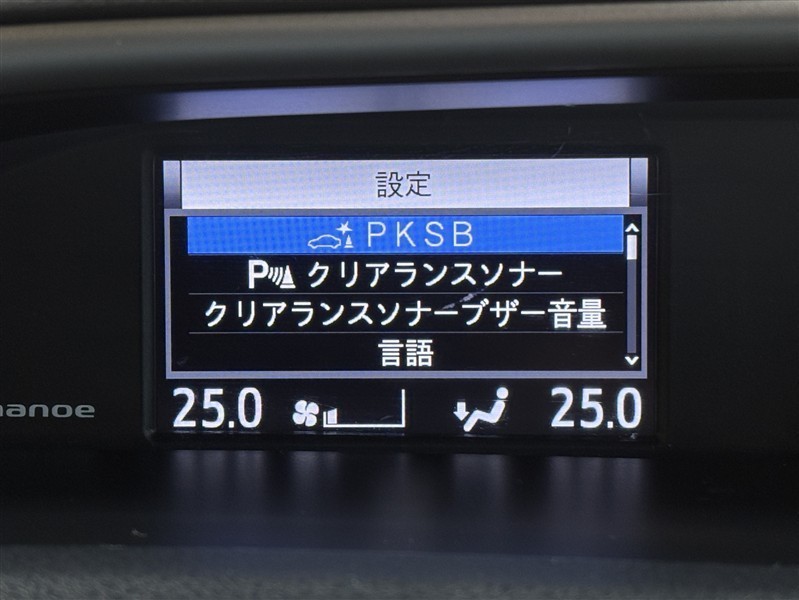 設定
PKSB
P クリアランスソナー
クリアランスソナーブザー音量
言語
25.0 25.0
anoe